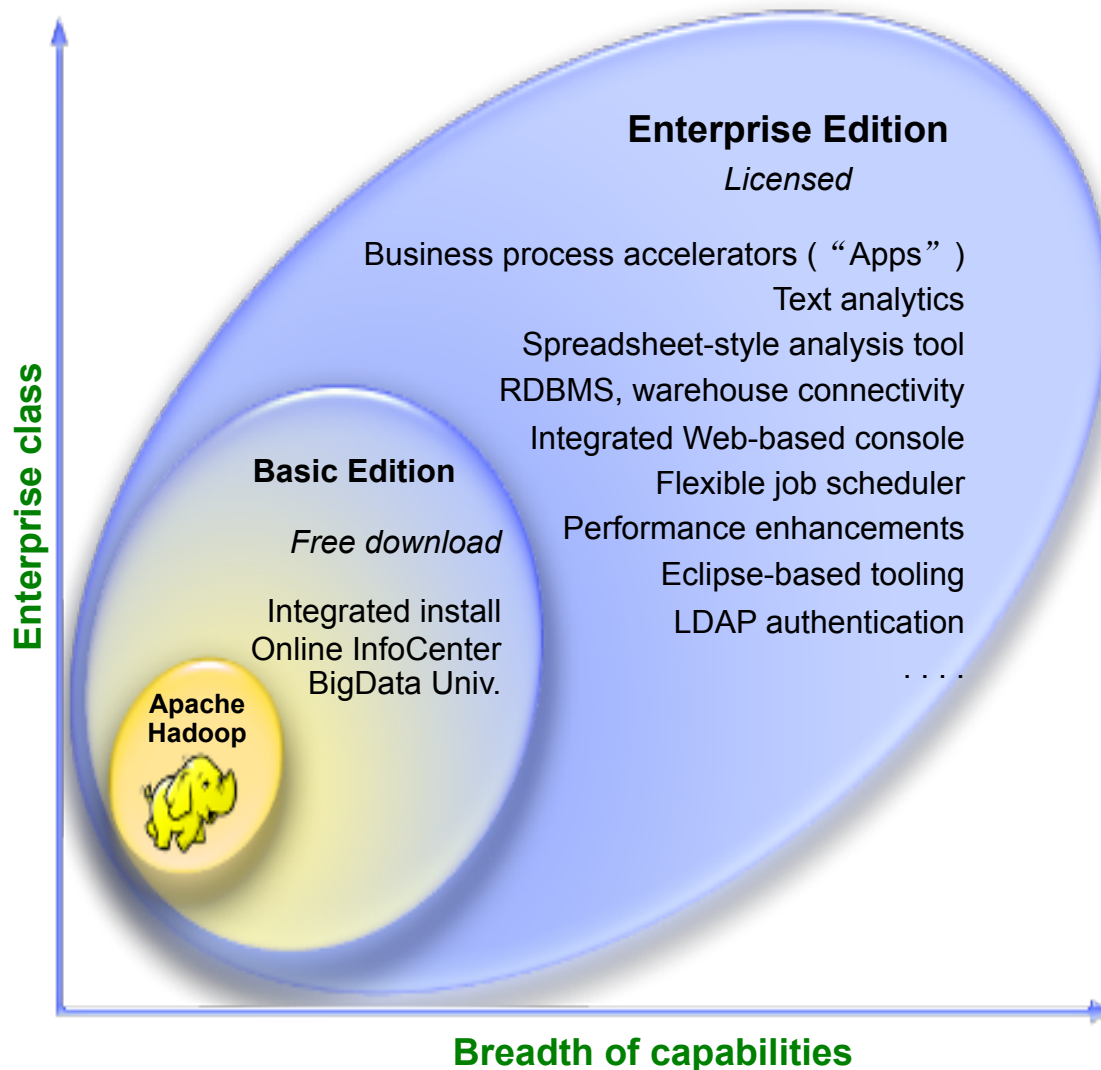 Enterprise Edition
Licensed
Business process accelerators ( “Apps” )
Text analytics
Spreadsheet-style analysis tool
RDBMS, warehouse connectivity
Integrated Web-based console
Flexible job scheduler
Performance enhancements
Eclipse-based tooling
LDAP authentication
. . . .
Basic Edition
Free download
Integrated install
Online InfoCenter
BigData Univ.
Apache
Hadoop
Enterprise class
Breadth of capabilities